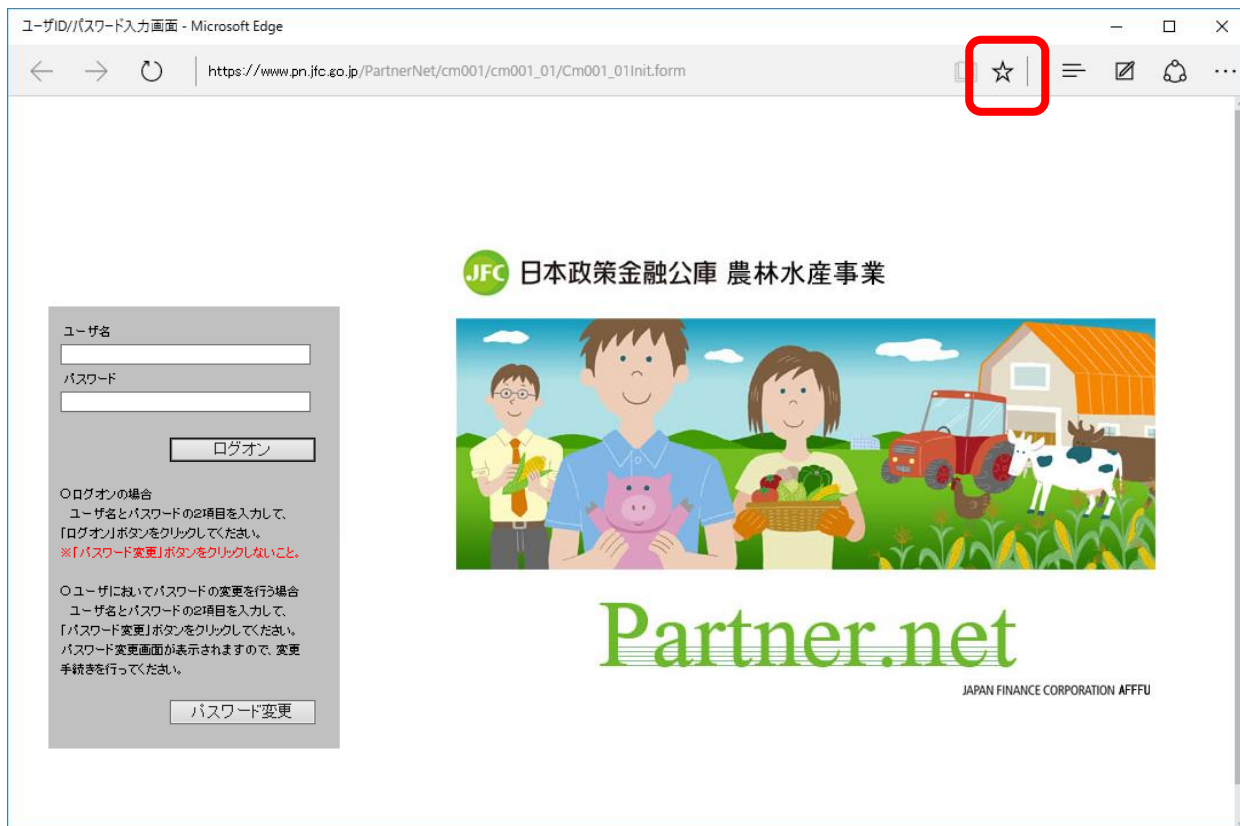 ユーザID/パスワード入力画面 - Microsoft Edge
https://www.pn.jfc.go.jp/PartnerNet/cm001/cm001_01/Cm001_01Init.form
JFC 日本政策金融公庫 農林水産事業
ユーザ名
パスワード
ログオン
○ログオンの場合
ユーザ名とパスワードの2項目を入力して、
「ログオン」ボタンをクリックしてください。
※「パスワード変更」ボタンをクリックしないこと。
○ユーザにおいてパスワードの変更を行う場合
ユーザ名とパスワードの2項目を入力して、
「パスワード変更」ボタンをクリックしてください。
パスワード変更画面が表示されますので、変更
手続きを行ってください。
パスワード変更
Partner.net
JAPAN FINANCE CORPORATION AFFFU